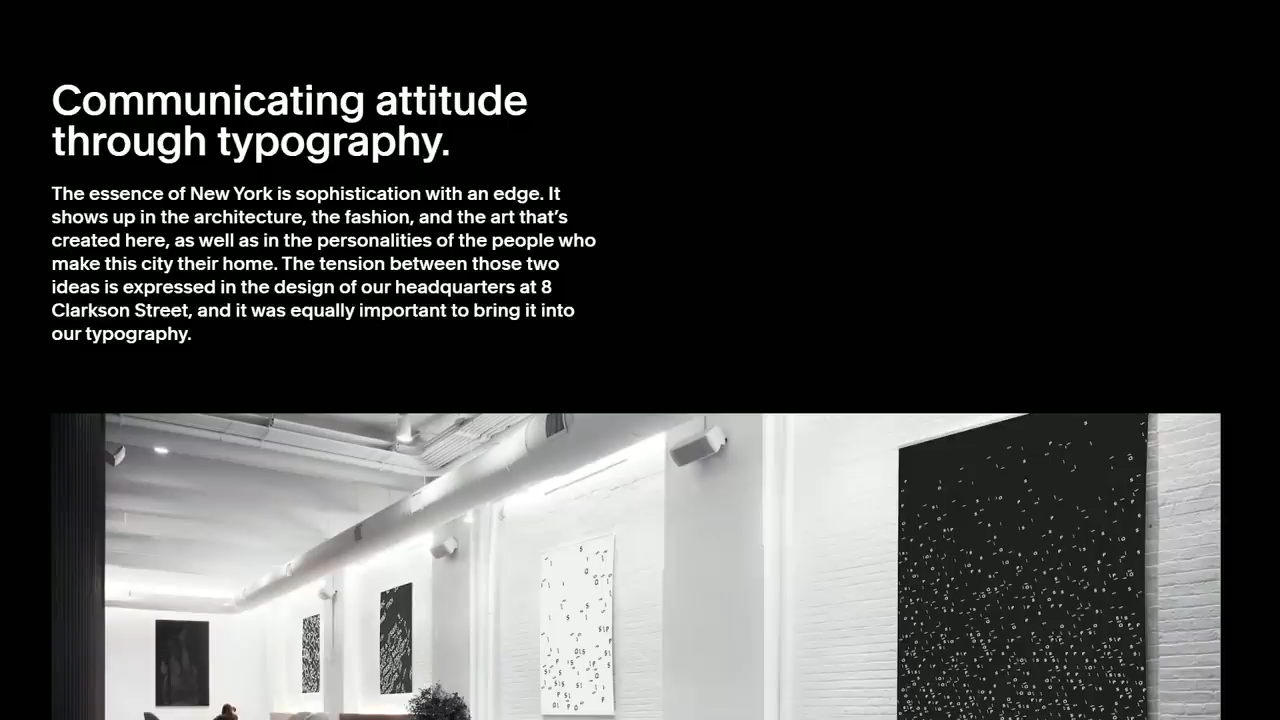 Communicating attitude
through typography.
The essence of New York is sophistication with an edge. It
shows up in the architecture, the fashion, and the art that’s
created here, as well as in the personalities of the people who
make this city their home. The tension between those two
ideas is expressed in the design of our headquarters at 8
Clarkson Street, and it was equally important to bring it into
our typography.